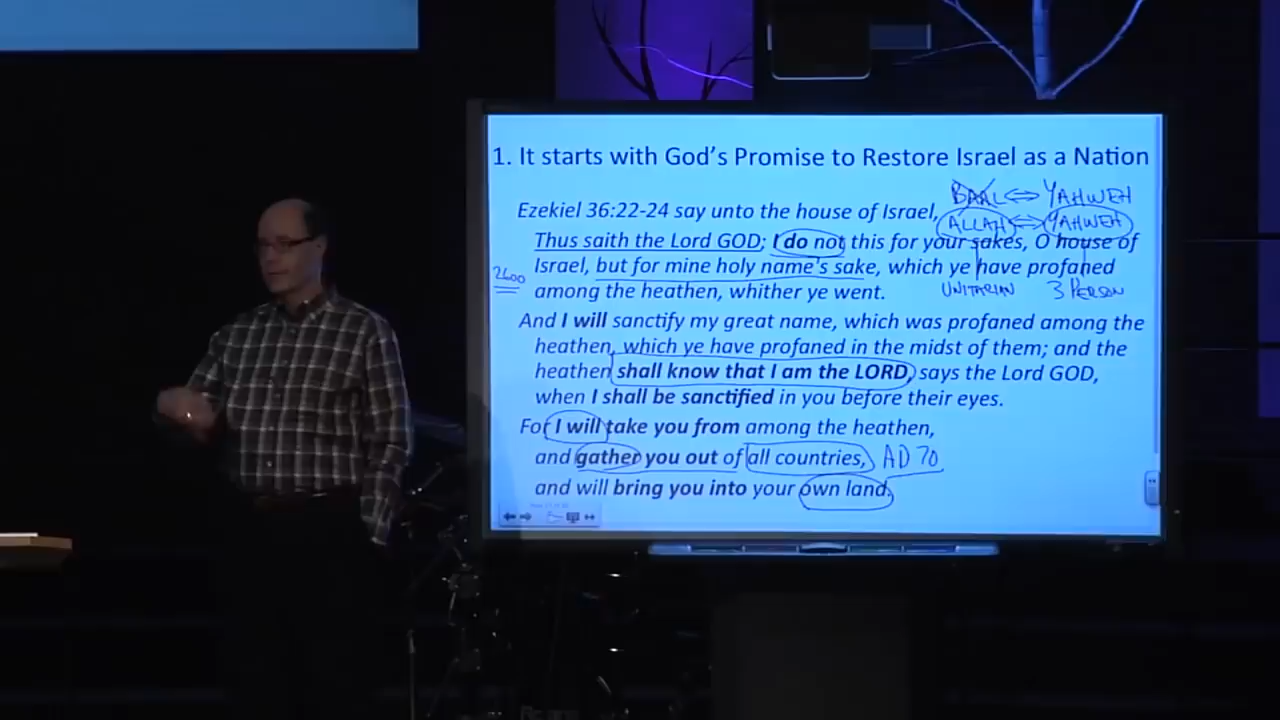 1. It starts with God's Promise to Restore Israel as a Nation
BAAL ⇔ YAHWEH
Ezekiel 36:22-24 say unto the house of Israel,
ALLAH ⇔ YAHWEH
Thus saith the Lord GOD; I do not this for your sakes, O house of
Israel, but for mine holy name's sake, which ye have profaned
2600
UNITARIAN 3 PERSON
among the heathen, whither ye went.
And I will sanctify my great name, which was profaned among the
heathen, which ye have profaned in the midst of them; and the
heathen shall know that I am the LORD, says the Lord GOD,
when I shall be sanctified in you before their eyes.
For I will take you from among the heathen,
and gather you out of all countries, AD 70
and will bring you into your own land.